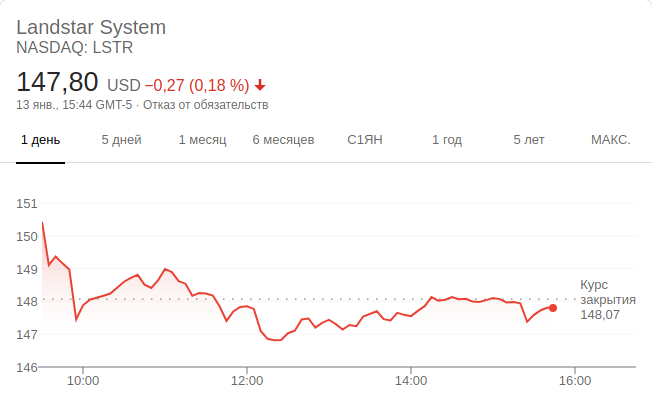 Landstar System
NASDAQ: LSTR
147,80 USD −0,27 (0,18 %)
13 янв., 15:44 GMT-5 · Отказ от обязательств
1 день 5 дней 1 месяц 6 месяцев С1ЯН 1 год 5 лет МАКС.
151
150
149
148
147
146
Курс
закрытия
148,07
10:00 12:00 14:00 16:00